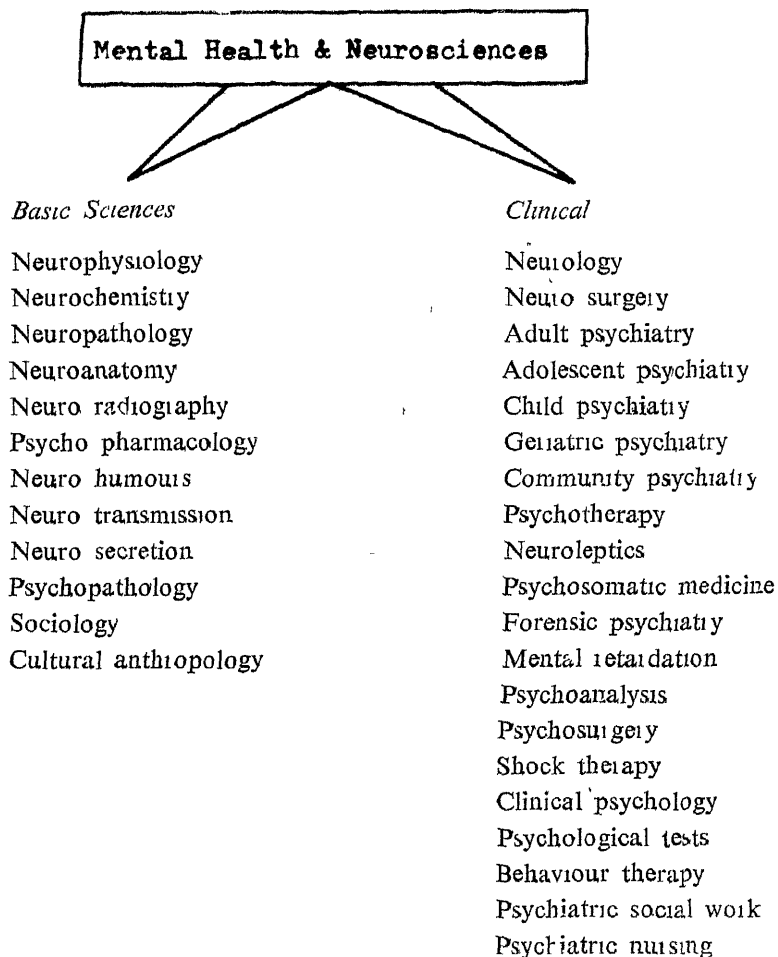 Mental Health & Neurosciences
Basic Sciences
Neurophysiology
Neurochemistry
Neuropathology
Neuroanatomy
Neuro radiography
Psycho pharmacology
Neuro humours
Neuro transmission
Neuro secretion
Psychopathology
Sociology
Cultural anthropology
Clinical
Neurology
Neuro surgery
Adult psychiatry
Adolescent psychiatry
Child psychiatry
Geriatric psychiatry
Community psychiatry
Psychotherapy
Neuroleptics
Psychosomatic medicine
Forensic psychiatry
Mental retardation
Psychoanalysis
Psychosurgery
Shock therapy
Clinical psychology
Psychological tests
Behaviour therapy
Psychiatric social work
Psychiatric nursing